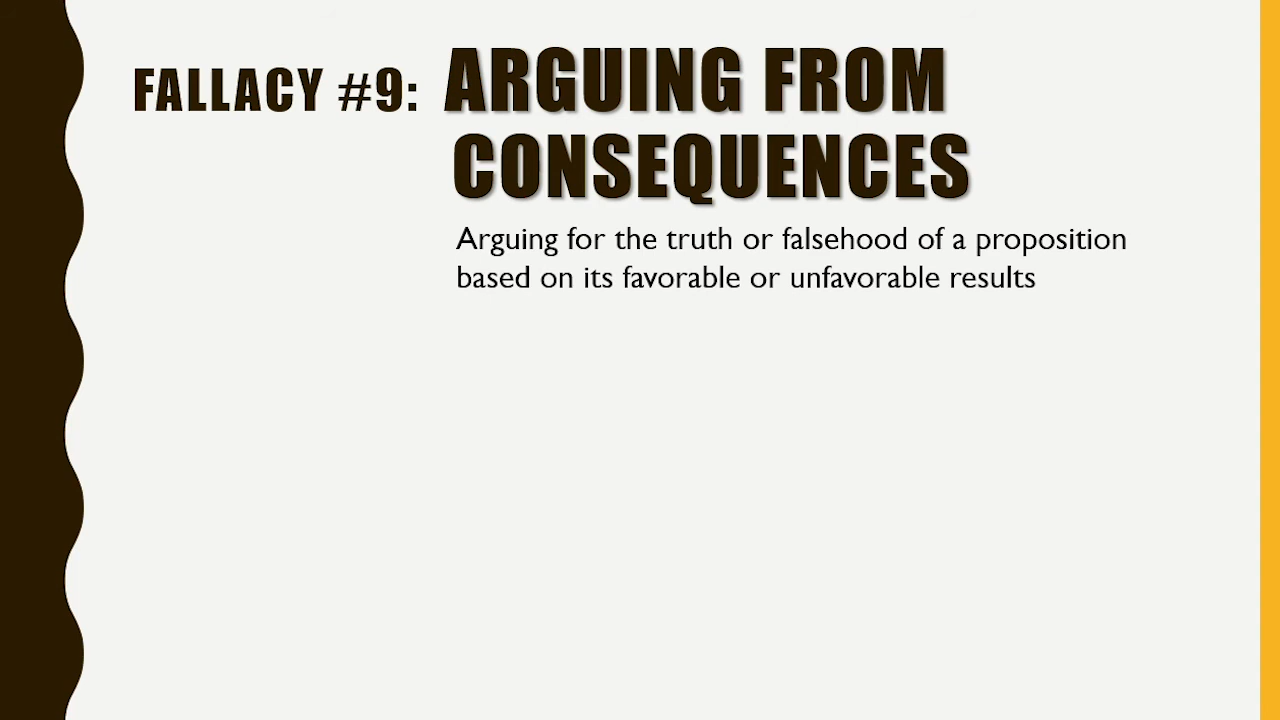 FALLACY #9: ARGUING FROM
CONSEQUENCES
Arguing for the truth or falsehood of a proposition
based on its favorable or unfavorable results